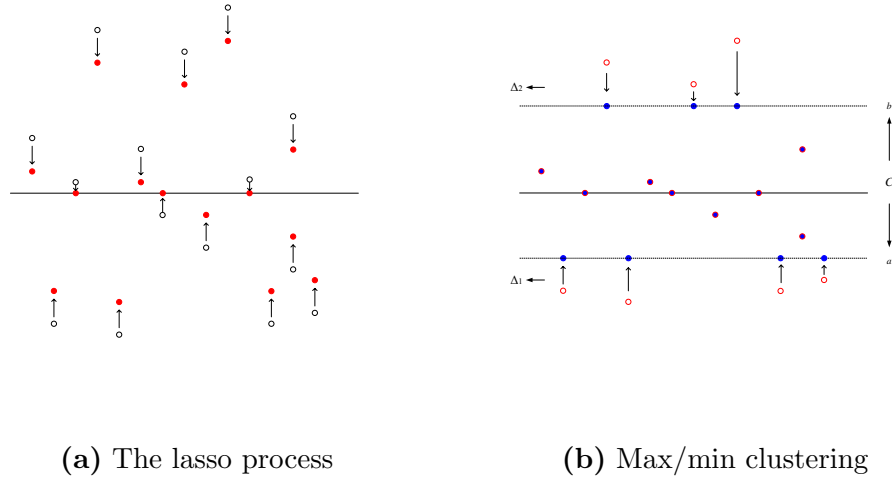 Δ₂
b
C
a
Δ₁
(a) The lasso process
(b) Max/min clustering